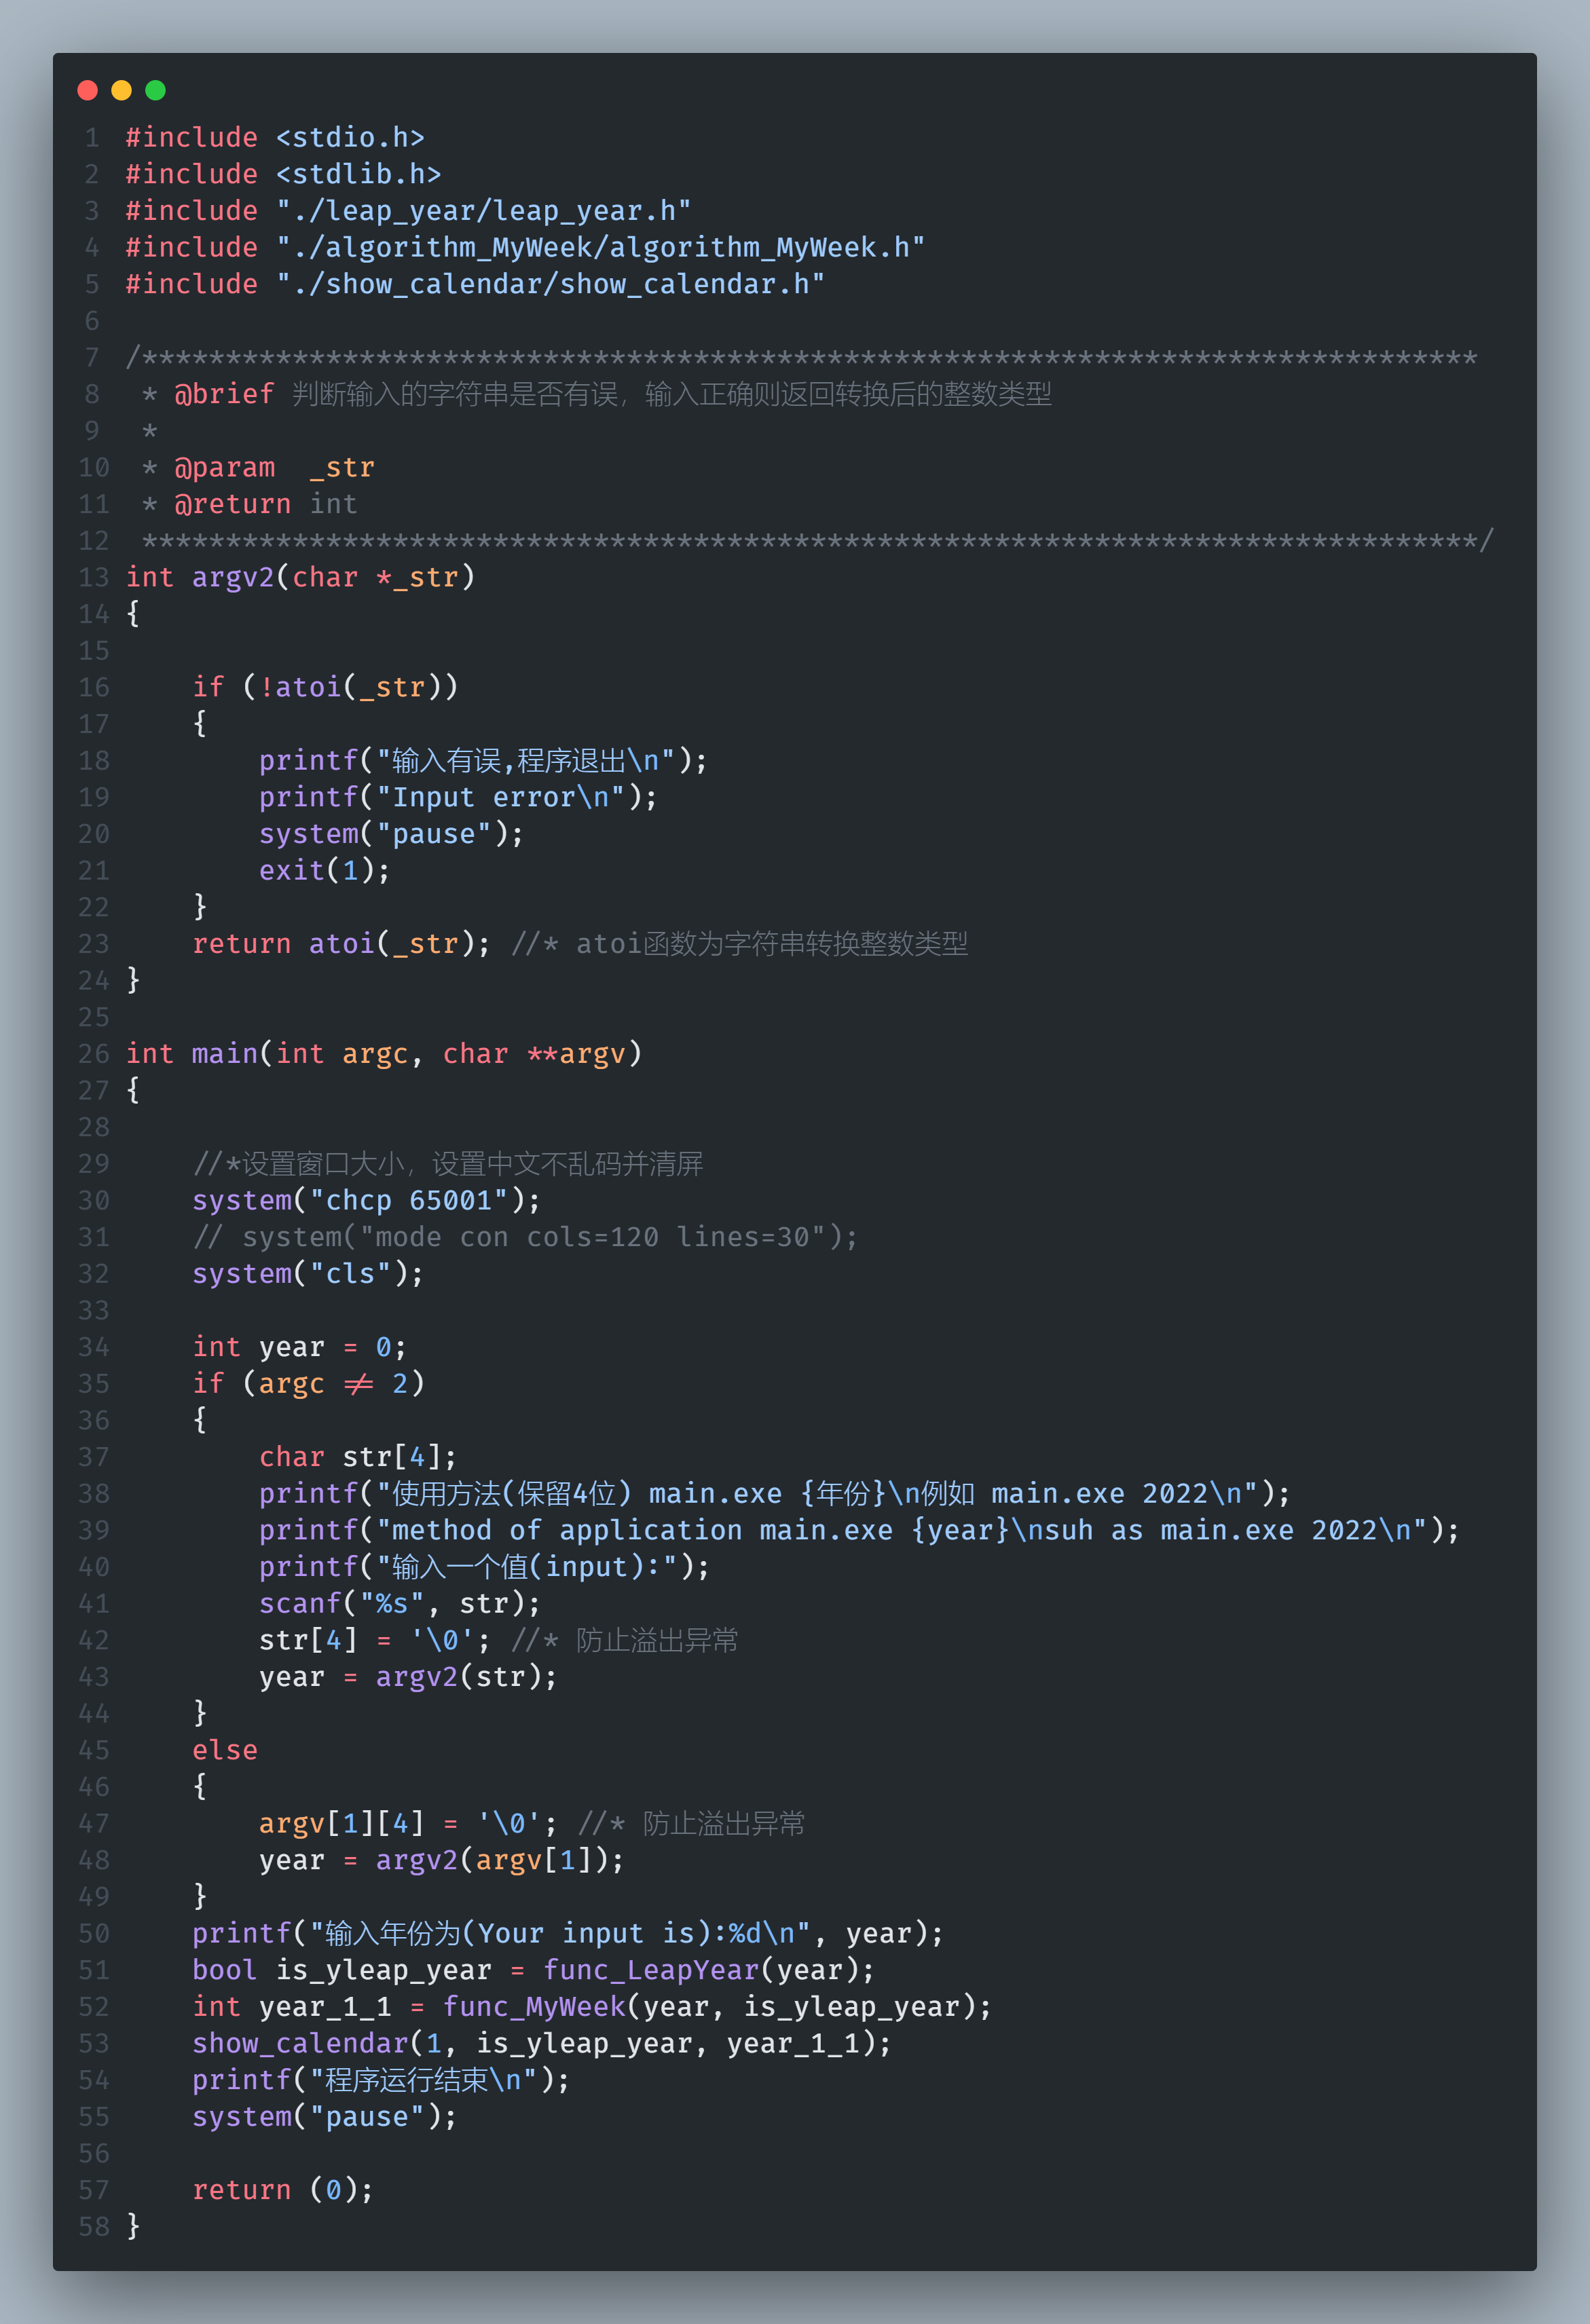 1 #include <stdio.h>
2 #include <stdlib.h>
3 #include "./leap_year/leap_year.h"
4 #include "./algorithm_MyWeek/algorithm_MyWeek.h"
5 #include "./show_calendar/show_calendar.h"
6
7 /********************************************************************************
8  * @brief 判断输入的字符串是否有误，输入正确则返回转换后的整数类型
9  *
10  * @param  _str
11  * @return int
12  ********************************************************************************/
13 int argv2(char *_str)
14 {
15
16     if (!atoi(_str))
17     {
18         printf("输入有误,程序退出\n");
19         printf("Input error\n");
20         system("pause");
21         exit(1);
22     }
23     return atoi(_str); //* atoi函数为字符串转换整数类型
24 }
25
26 int main(int argc, char **argv)
27 {
28
29     //*设置窗口大小，设置中文不乱码并清屏
30     system("chcp 65001");
31     // system("mode con cols=120 lines=30");
32     system("cls");
33
34     int year = 0;
35     if (argc != 2)
36     {
37         char str[4];
38         printf("使用方法(保留4位) main.exe {年份}\n例如 main.exe 2022\n");
39         printf("method of application main.exe {year}\nsuh as main.exe 2022\n");
40         printf("输入一个值(input):");
41         scanf("%s", str);
42         str[4] = '\0'; //* 防止溢出异常
43         year = argv2(str);
44     }
45     else
46     {
47         argv[1][4] = '\0'; //* 防止溢出异常
48         year = argv2(argv[1]);
49     }
50     printf("输入年份为(Your input is):%d\n", year);
51     bool is_yleap_year = func_LeapYear(year);
52     int year_1_1 = func_MyWeek(year, is_yleap_year);
53     show_calendar(1, is_yleap_year, year_1_1);
54     printf("程序运行结束\n");
55     system("pause");
56
57     return (0);
58 }